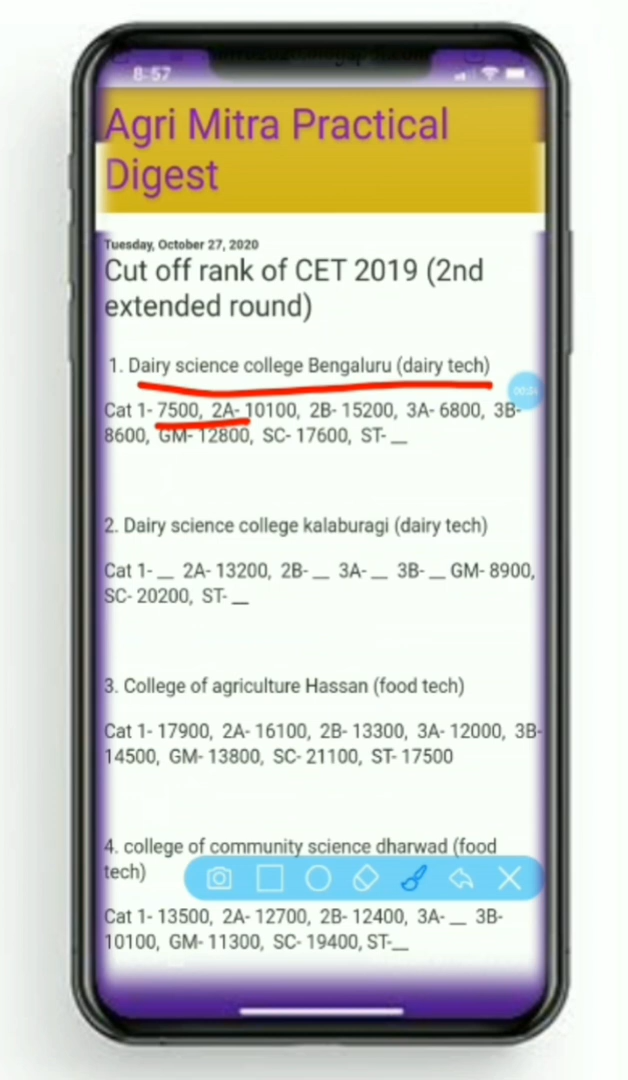 8:57
Agri Mitra Practical
Digest
Tuesday, October 27, 2020
Cut off rank of CET 2019 (2nd
extended round)
1. Dairy science college Bengaluru (dairy tech)
00:34
Cat 1- 7500, 2A- 10100, 2B- 15200, 3A- 6800, 3B-
8600, GM- 12800, SC- 17600, ST- __
2. Dairy science college kalaburagi (dairy tech)
Cat 1- __ 2A- 13200, 2B- __ 3A- __ 3B- __ GM- 8900,
SC- 20200, ST- __
3. College of agriculture Hassan (food tech)
Cat 1- 17900, 2A- 16100, 2B- 13300, 3A- 12000, 3B-
14500, GM- 13800, SC- 21100, ST- 17500
4. college of community science dharwad (food
tech)
Cat 1- 13500, 2A- 12700, 2B- 12400, 3A- __ 3B-
10100, GM- 11300, SC- 19400, ST-__